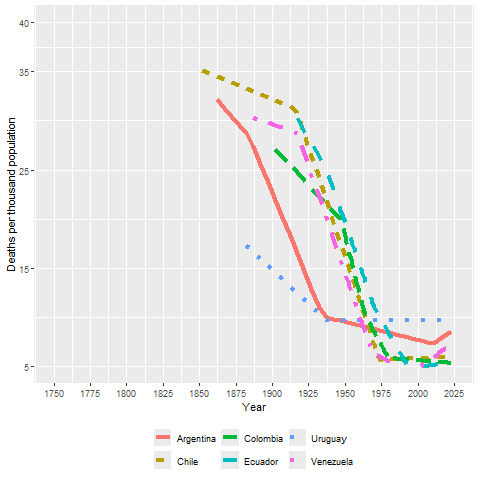 Deaths per thousand population
40
35
25
15
5
1750 1775 1800 1825 1850 1875 1900 1925 1950 1975 2000 2025
Year
Argentina Colombia Uruguay
Chile Ecuador Venezuela